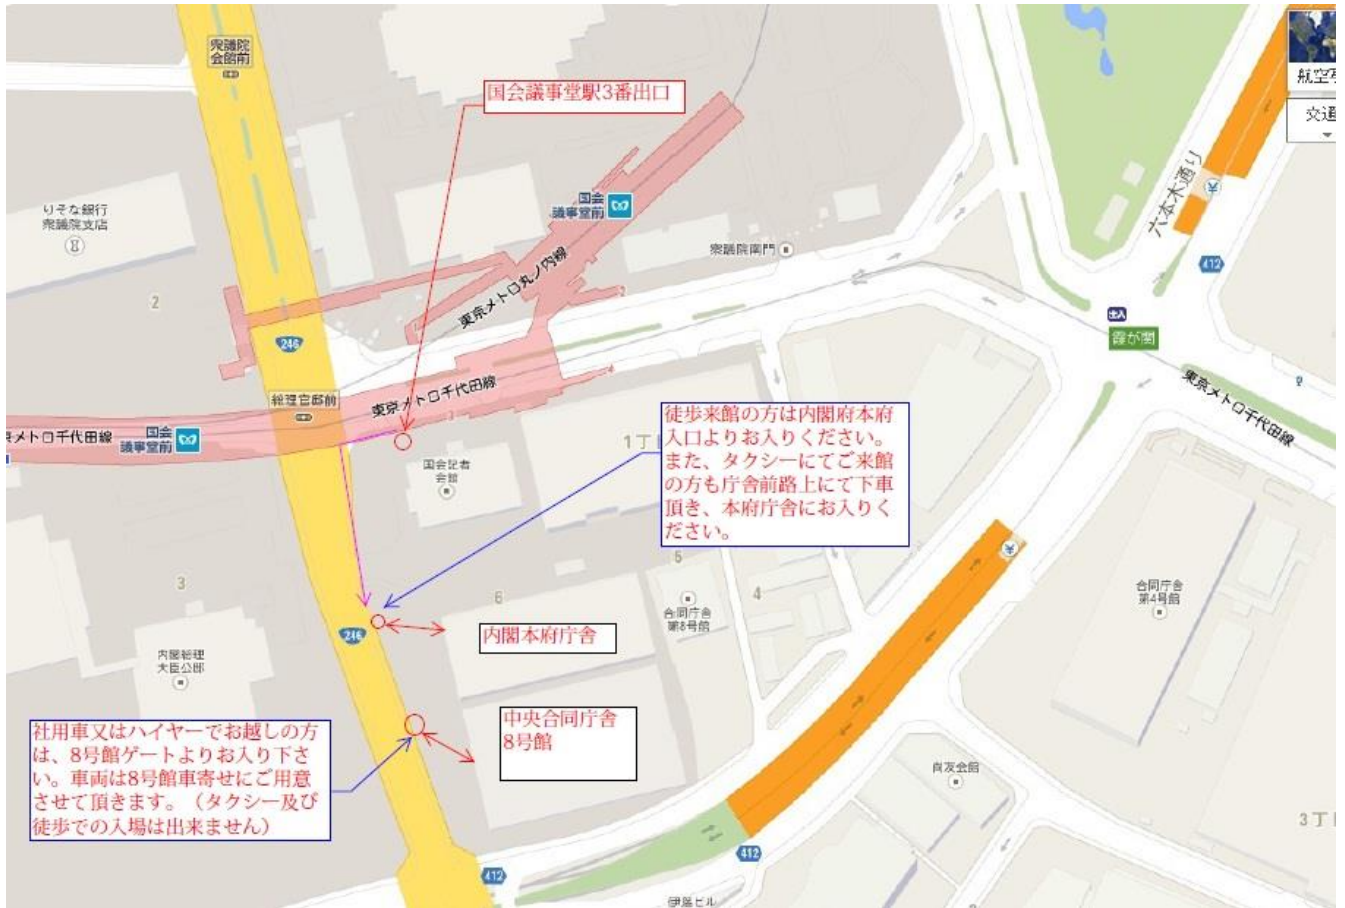 衆議院
会館前
国会議事堂駅3番出口
航空写
交通
六本木通り
りそな銀行
衆議院支店
国会
議事堂前
衆議院南門
東京メトロ丸ノ内線
412
2
246
出入
霞が関
東京メトロ千代田線
総理官邸前
東京メトロ千代田線
京メトロ千代田線
国会
議事堂前
3
4
1
国会記者
会館
1丁目
徒歩来館の方は内閣府本府
入口よりお入りください。
また、タクシーにてご来館
の方も庁舎前路上にて下車
頂き、本府庁舎にお入りく
ださい。
3
6
5
4
合同庁舎
第8号館
合同庁舎
第4号館
246
内閣本府庁舎
内閣総理
大臣公邸
中央合同庁舎
8号館
社用車又はハイヤーでお越しの方
は、8号館ゲートよりお入り下さ
い。車両は8号館車寄せにご用意
させて頂きます。（タクシー及び
徒歩での入場は出来ません）
尚友会館
3丁目
412
412
伊藤ビル